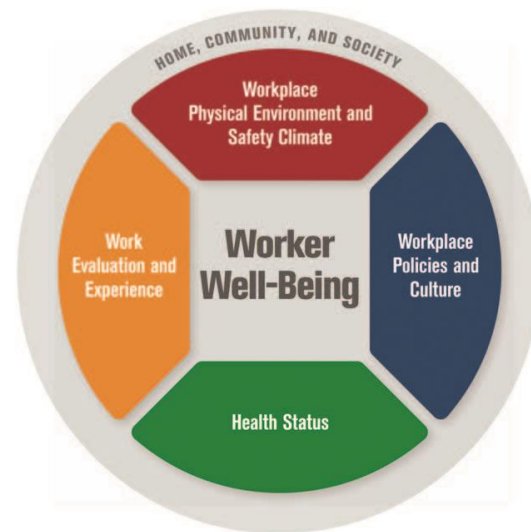 HOME, COMMUNITY, AND SOCIETY
Workplace
Physical Environment and
Safety Climate
Work
Evaluation and
Experience
Worker
Well-Being
Workplace
Policies and
Culture
Health Status